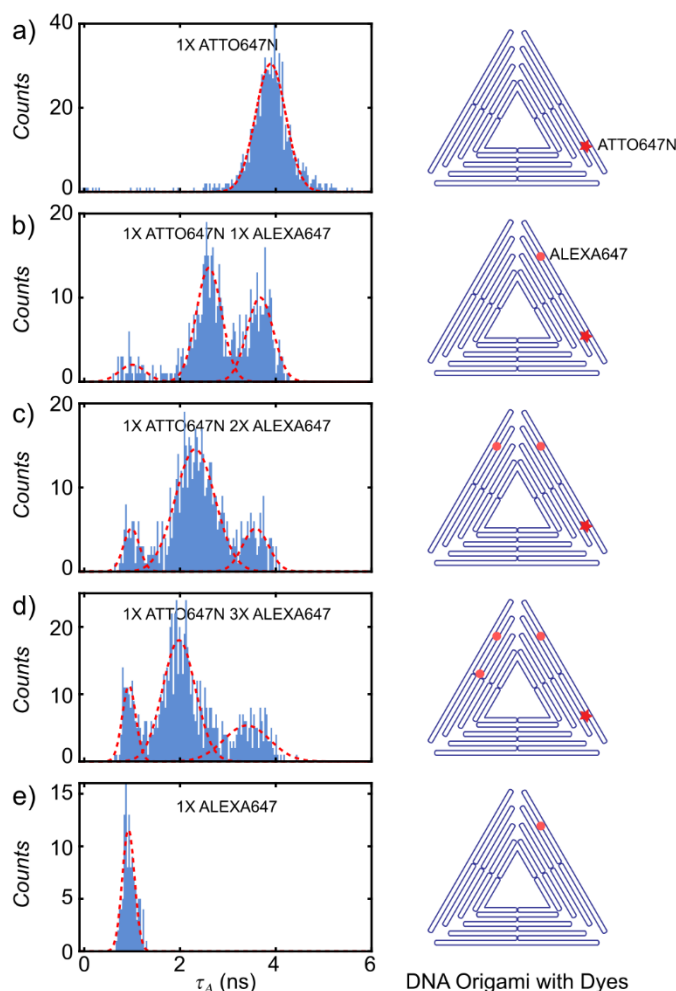 a)
40
1X ATTO647N
Counts
20
0
ATTO647N
b)
20
1X ATTO647N 1X ALEXA647
Counts
10
0
ALEXA647
c)
20
1X ATTO647N 2X ALEXA647
Counts
10
0
d)
1X ATTO647N 3X ALEXA647
20
Counts
10
0
e)
15
1X ALEXA647
Counts
10
5
0
0 2 4 6
τA (ns)
DNA Origami with Dyes